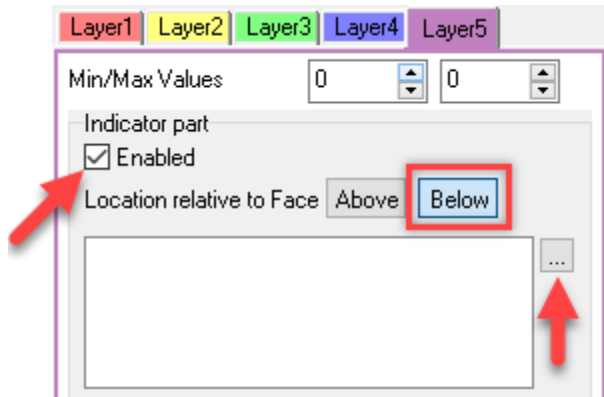 Layer1 Layer2 Layer3 Layer4 Layer5
Min/Max Values 0 0
Indicator part
Enabled
Location relative to Face Above Below
...